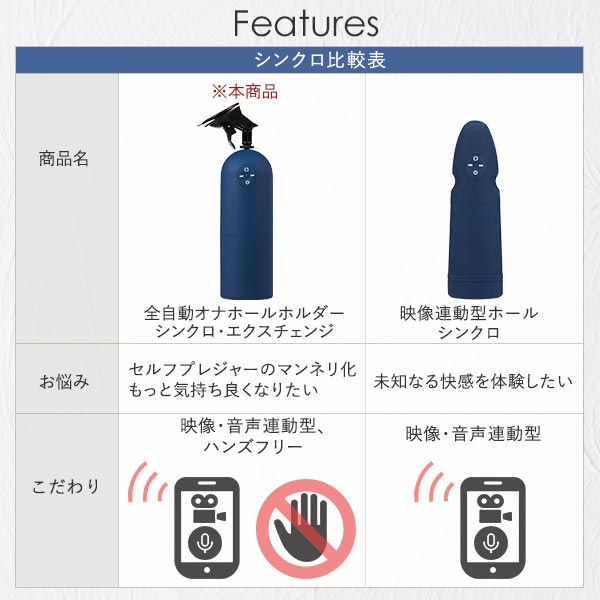 Features
シンクロ比較表
商品名
※本商品
全自動オナホールホルダー
シンクロ・エクスチェンジ
映像連動型ホール
シンクロ
お悩み
セルフプレジャーのマンネリ化
もっと気持ち良くなりたい
未知なる快感を体験したい
こだわり
映像・音声連動型、
ハンズフリー
映像・音声連動型